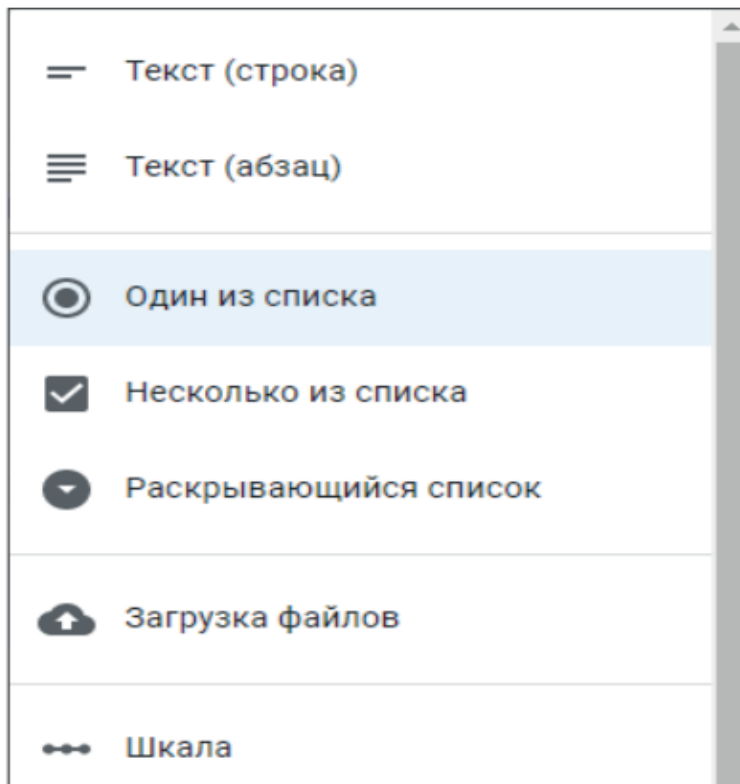 Текст (строка)
Текст (абзац)
Один из списка
Несколько из списка
Раскрывающийся список
Загрузка файлов
Шкала